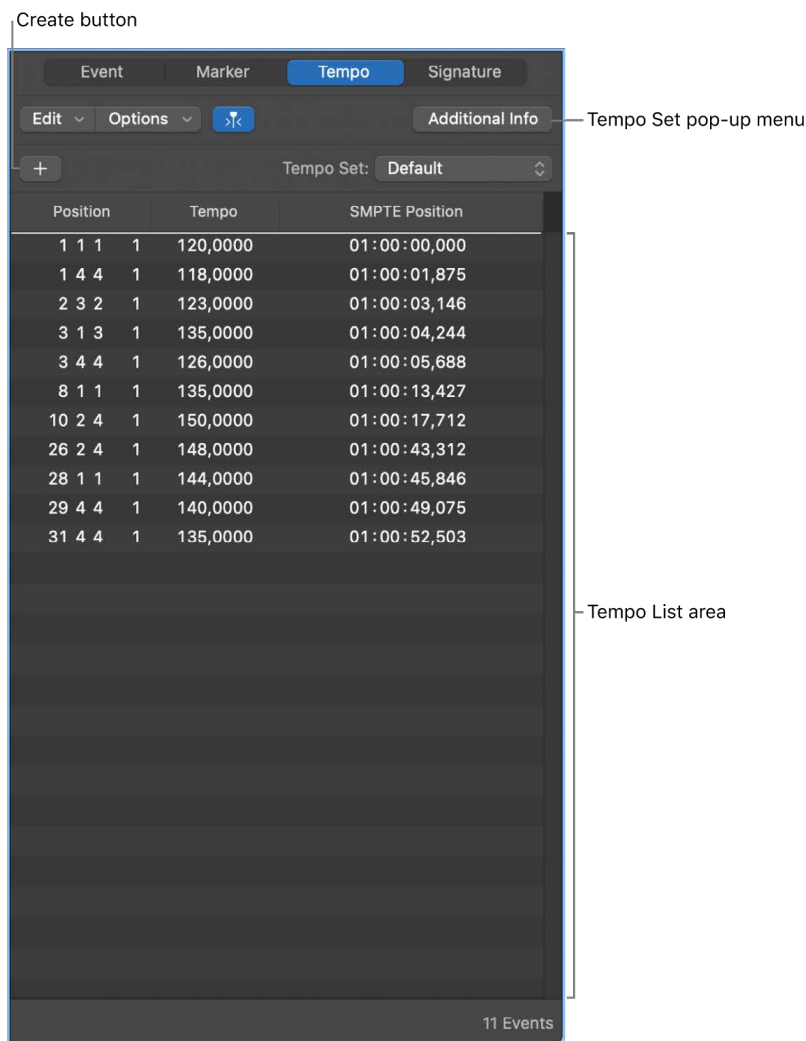 Create button
Event Marker Tempo Signature
Edit Options Additional Info
Tempo Set pop-up menu
+ Tempo Set: Default
Position Tempo SMPTE Position
1 1 1 1 120,0000 01:00:00,000
1 4 4 1 118,0000 01:00:01,875
2 3 2 1 123,0000 01:00:03,146
3 1 3 1 135,0000 01:00:04,244
3 4 4 1 126,0000 01:00:05,688
8 1 1 1 135,0000 01:00:13,427
10 2 4 1 150,0000 01:00:17,712
26 2 4 1 148,0000 01:00:43,312
28 1 1 1 144,0000 01:00:45,846
29 4 4 1 140,0000 01:00:49,075
31 4 4 1 135,0000 01:00:52,503
Tempo List area
11 Events